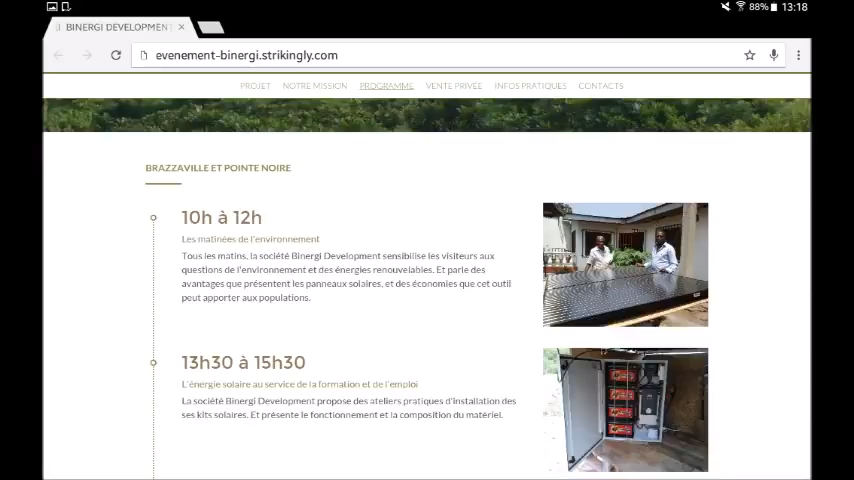 88% 13:18
BINERGI DEVELOPMENT
evenement-binergi.strikingly.com
PROJET NOTRE MISSION PROGRAMME VENTE PRIVÉE INFOS PRATIQUES CONTACTS
BRAZZAVILLE ET POINTE NOIRE
10h à 12h
Les matinées de l'environnement
Tous les matins, la société Binergi Development sensibilise les visiteurs aux
questions de l'environnement et des énergies renouvelables. Et parle des
avantages que présentent les panneaux solaires, et des économies que cet outil
peut apporter aux populations.
13h30 à 15h30
L'énergie solaire au service de la formation et de l'emploi
La société Binergi Development propose des ateliers pratiques d'installation des
ses kits solaires. Et présente le fonctionnement et la composition du matériel.